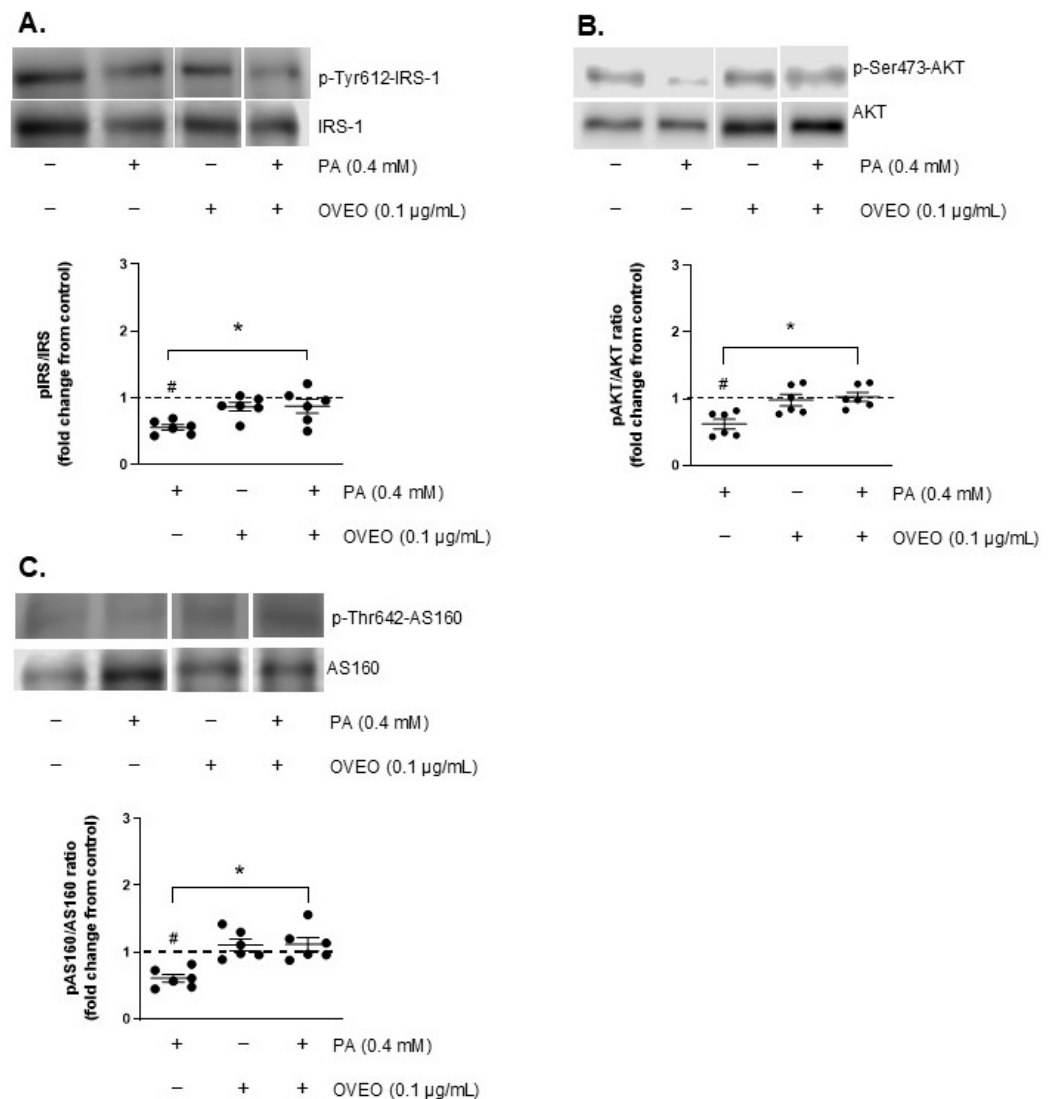 A.
p-Tyr612-IRS-1
IRS-1
– + – + PA (0.4 mM)
– – + + OVEO (0.1 µg/mL)
pIRS/IRS
(fold change from control)
3
2
1
0
*
#
+ – + PA (0.4 mM)
– + + OVEO (0.1 µg/mL)
B.
p-Ser473-AKT
AKT
– + – + PA (0.4 mM)
– – + + OVEO (0.1 µg/mL)
pAKT/AKT ratio
(fold change from control)
3
2
1
0
*
#
+ – + PA (0.4 mM)
– + + OVEO (0.1 µg/mL)
C.
p-Thr642-AS160
AS160
– + – + PA (0.4 mM)
– – + + OVEO (0.1 µg/mL)
pAS160/AS160 ratio
(fold change from control)
3
2
1
0
*
#
+ – + PA (0.4 mM)
– + + OVEO (0.1 µg/mL)